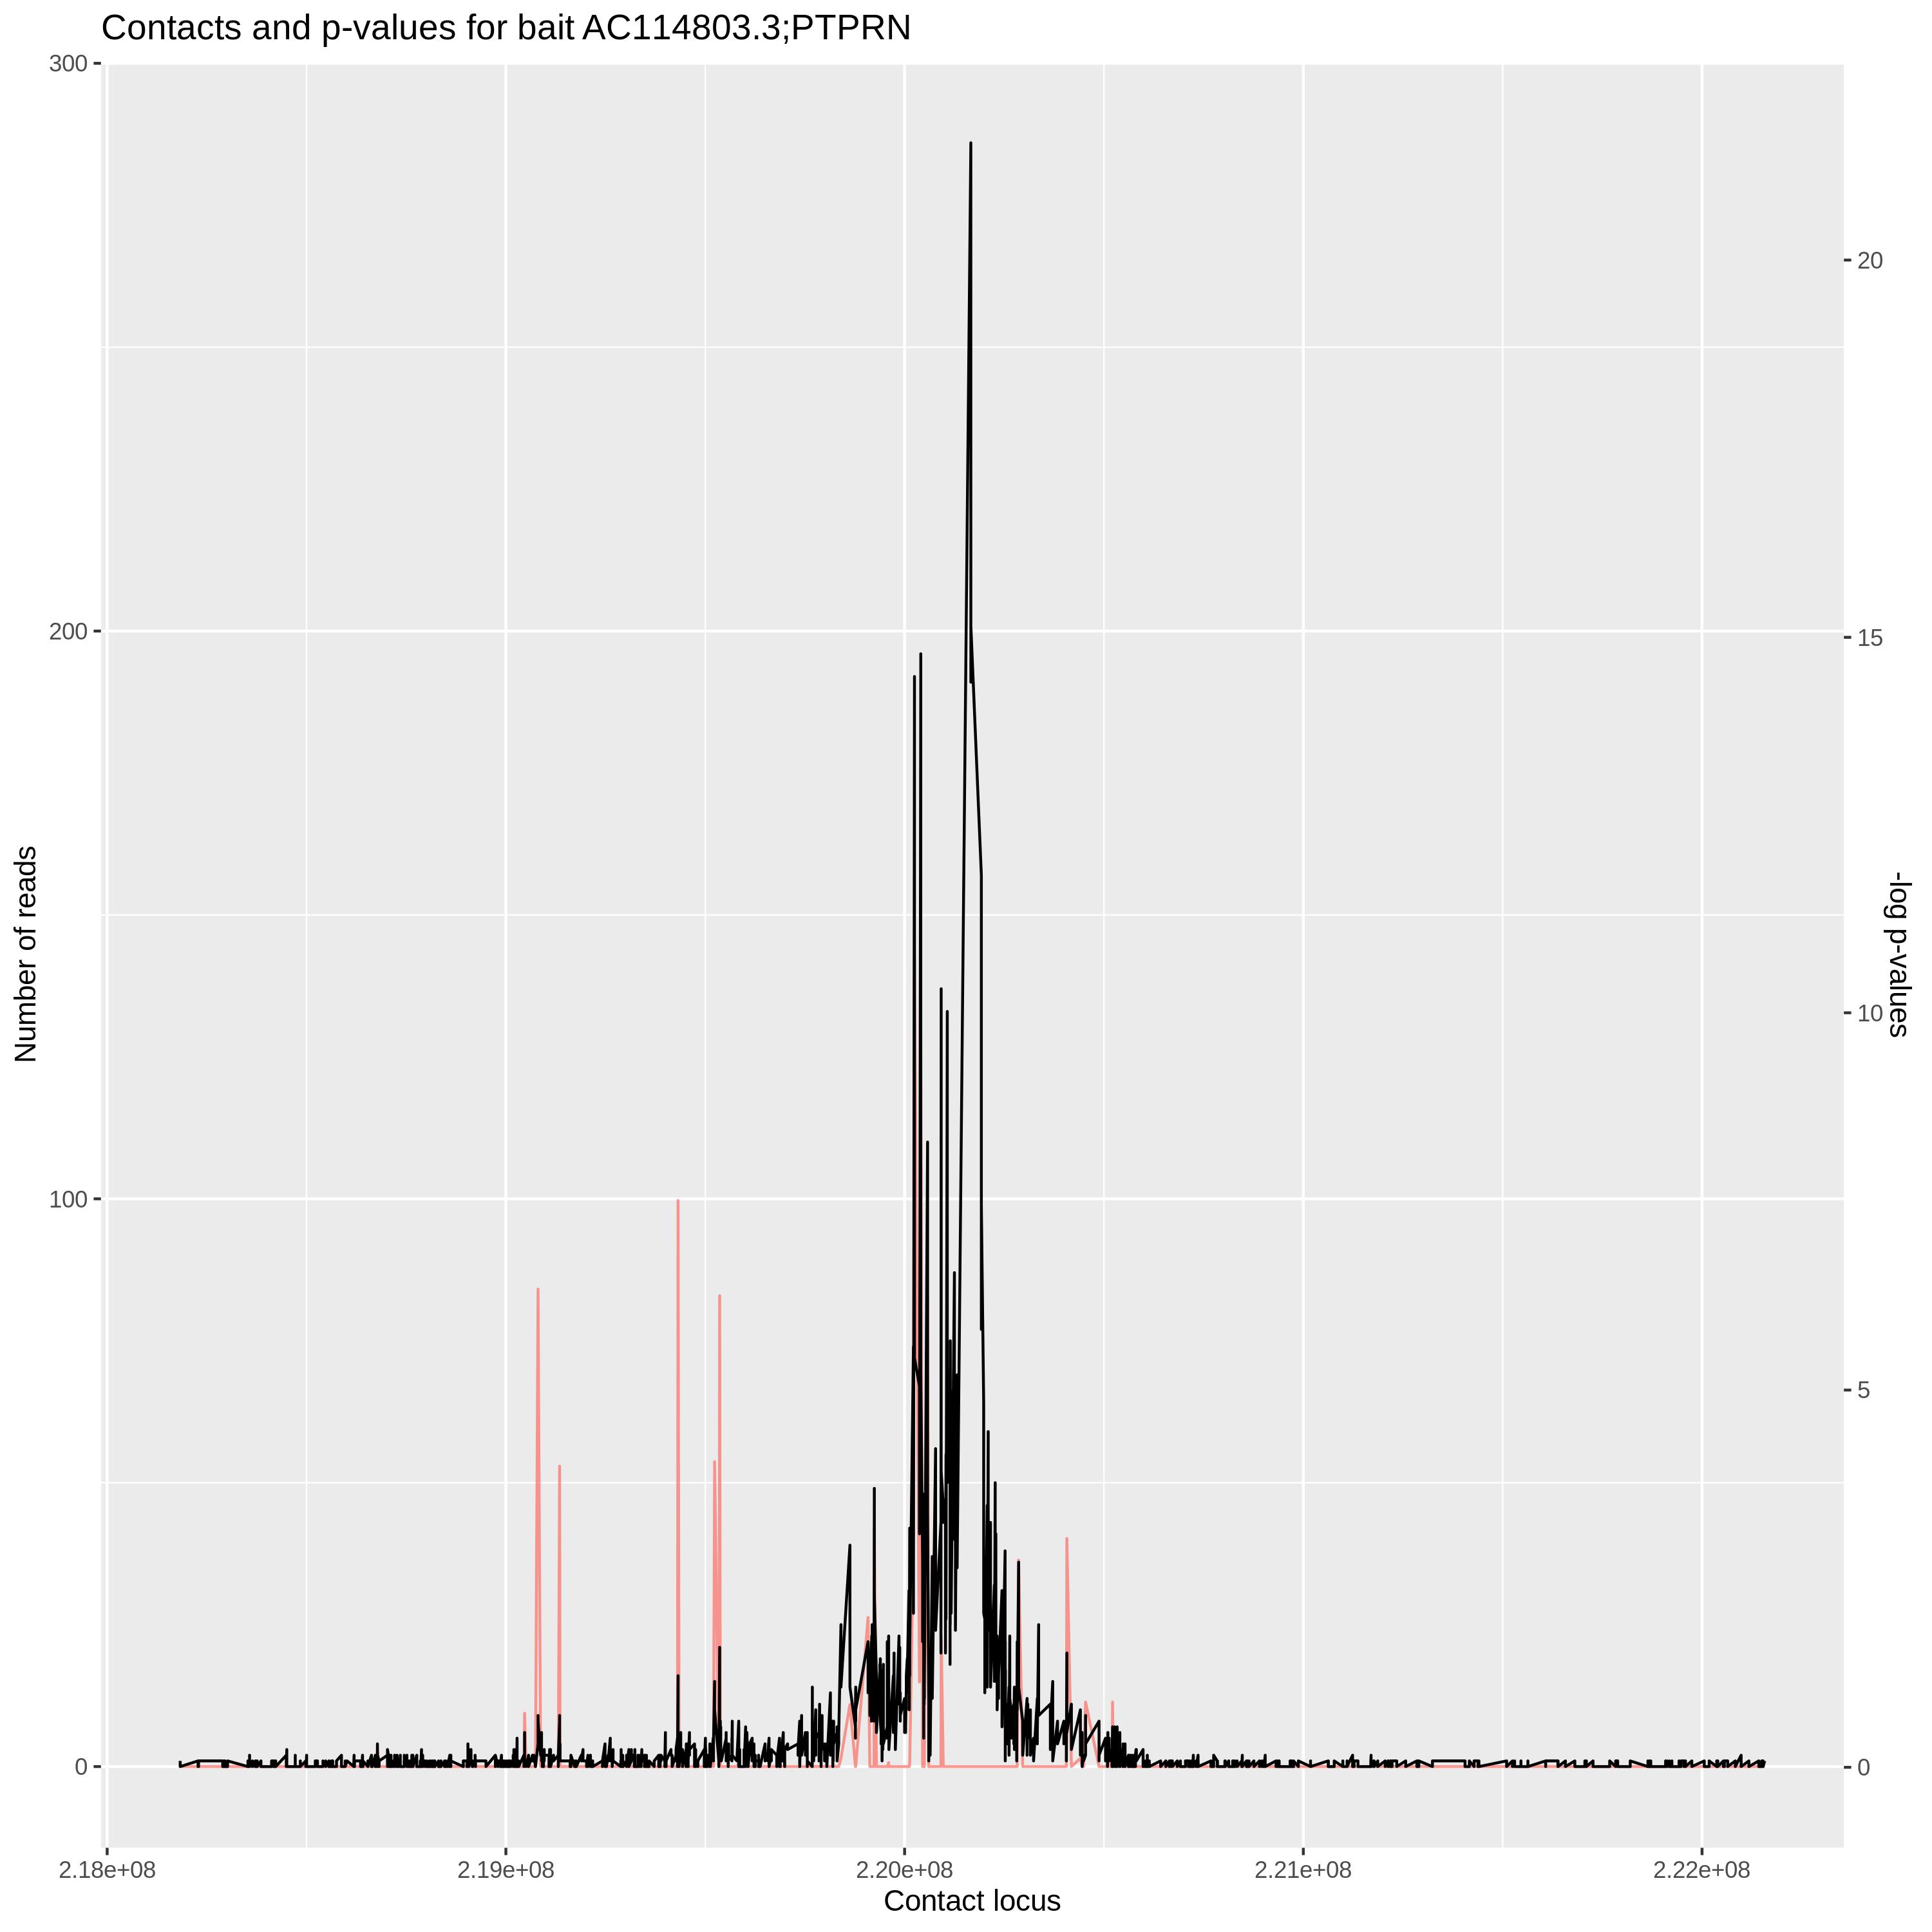 Contacts and p-values for bait AC114803.3;PTPRN
300
200
100
0
Number of reads
20
15
10
5
0
-log p-values
2.18e+08
2.19e+08
2.20e+08
2.21e+08
2.22e+08
Contact locus